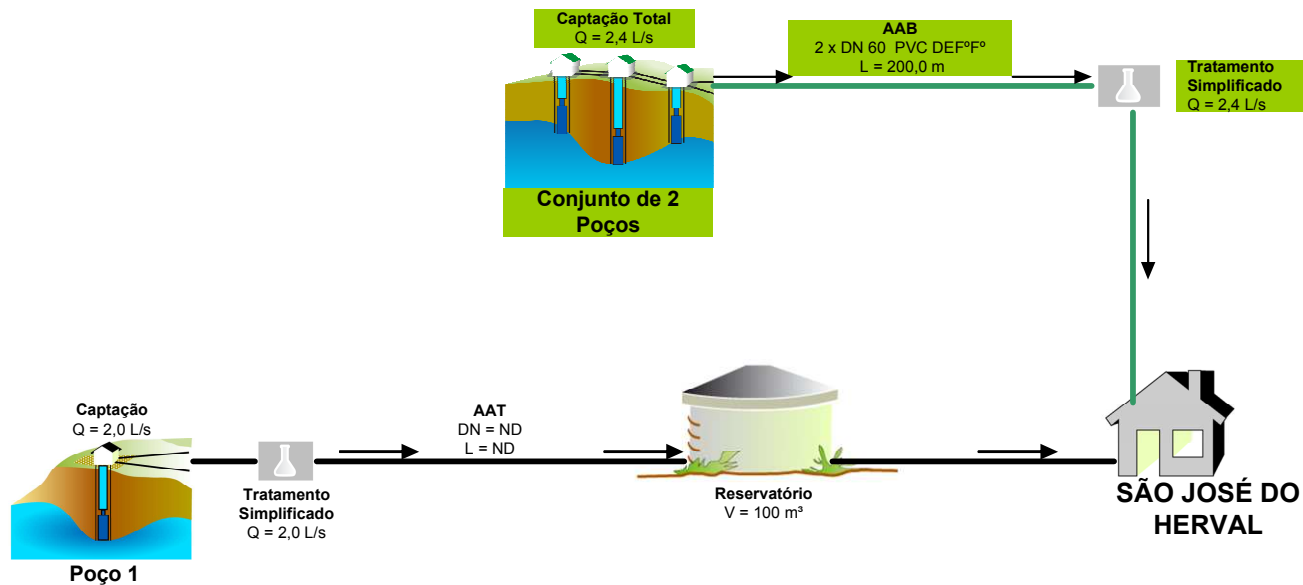 Captação Total
Q = 2,4 L/s
AAB
2 x DN 60 PVC DEFºFº
L = 200,0 m
Tratamento
Simplificado
Q = 2,4 L/s
Conjunto de 2
Poços
Captação
Q = 2,0 L/s
AAT
DN = ND
L = ND
Tratamento
Simplificado
Q = 2,0 L/s
Reservatório
V = 100 m³
SÃO JOSÉ DO
HERVAL
Poço 1